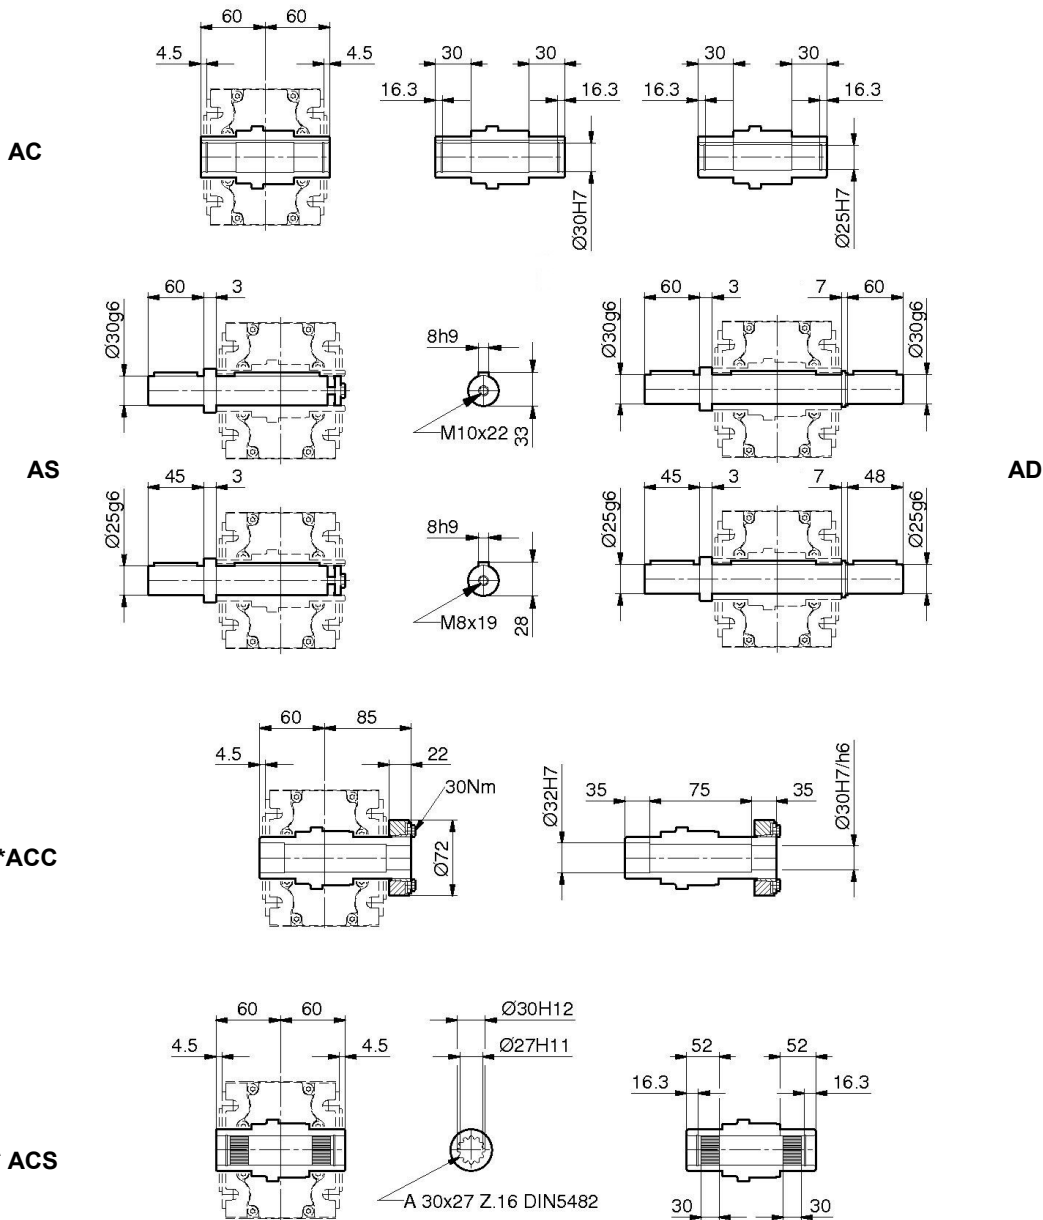 60 60
4.5 4.5
30 30
16.3 16.3
Ø30H7
30 30
16.3 16.3
Ø25H7
AC
60 3
Ø30g6
8h9
M10x22
33
60 3 7 60
Ø30g6
Ø30g6
AS
AD
45 3
Ø25g6
8h9
M8x19
28
45 3 7 48
Ø25g6
Ø25g6
60 85
4.5 22
30Nm
Ø72
Ø32H7
35 75 35
Ø30H7/h6
*ACC
60 60
4.5 4.5
Ø30H12
Ø27H11
A 30x27 Z.16 DIN5482
52 52
16.3 16.3
30 30
ACS